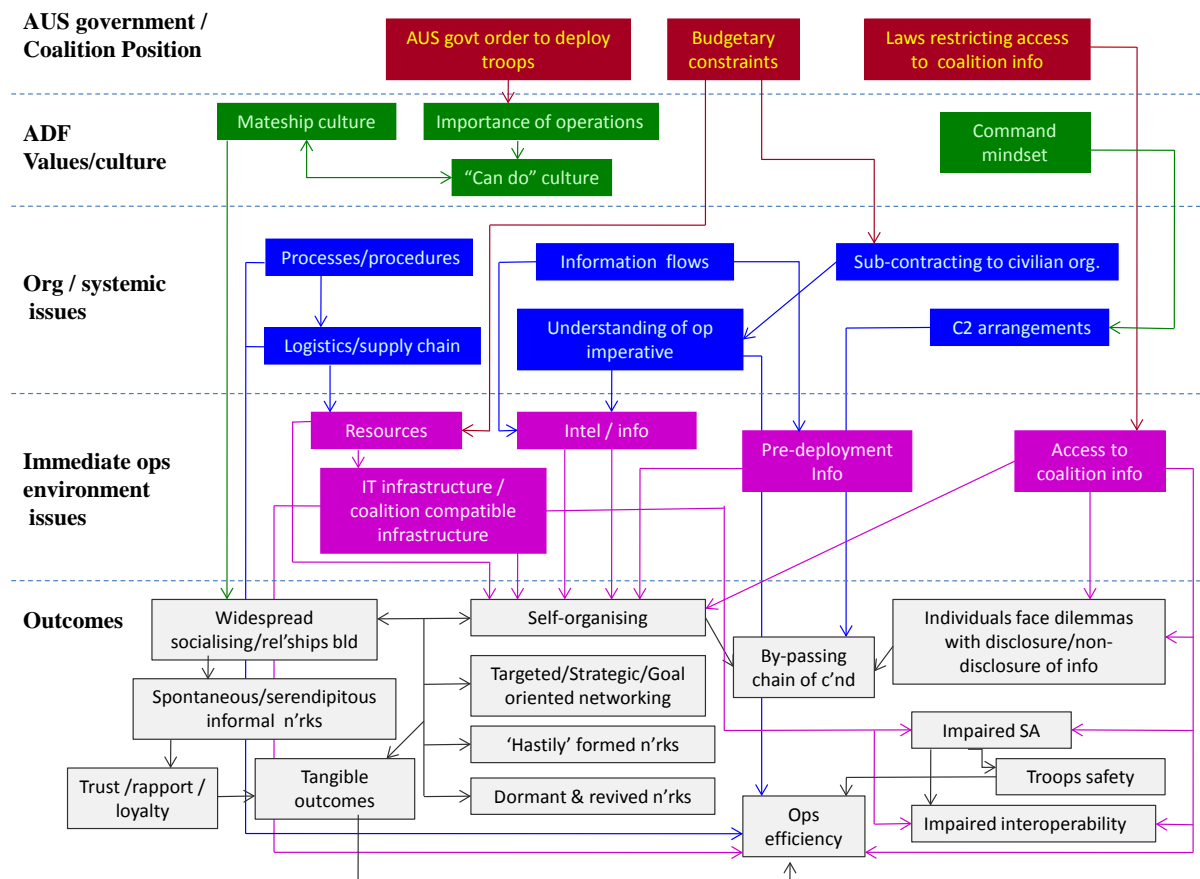 AUS government /
Coalition Position
AUS govt order to deploy
troops
Budgetary
constraints
Laws restricting access
to coalition info
ADF
Values/culture
Mateship culture
Importance of operations
“Can do” culture
Command
mindset
Org / systemic
issues
Processes/procedures
Information flows
Sub-contracting to civilian org.
Logistics/supply chain
Understanding of op
imperative
C2 arrangements
Immediate ops
environment
issues
Resources
Intel / info
Pre-deployment
Info
Access to
coalition info
IT infrastructure /
coalition compatible
infrastructure
Outcomes
Widespread
socialising/rel'ships bld
Self-organising
By-passing
chain of c'nd
Individuals face dilemmas
with disclosure/non-
disclosure of info
Spontaneous/serendipitous
informal n'rks
Targeted/Strategic/Goal
oriented networking
Impaired SA
'Hastily' formed n'rks
Troops safety
Trust /rapport /
loyalty
Tangible
outcomes
Dormant & revived n'rks
Ops
efficiency
Impaired interoperability